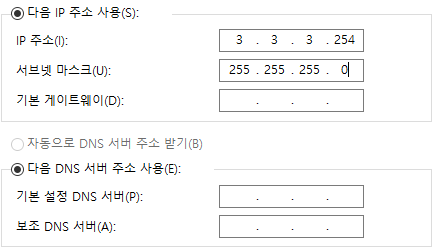 다음 IP 주소 사용(S):
IP 주소(I): 3 . 3 . 3 . 254
서브넷 마스크(U): 255 . 255 . 255 . 0
기본 게이트웨이(D): . . .
자동으로 DNS 서버 주소 받기(B)
다음 DNS 서버 주소 사용(E):
기본 설정 DNS 서버(P): . . .
보조 DNS 서버(A): . . .